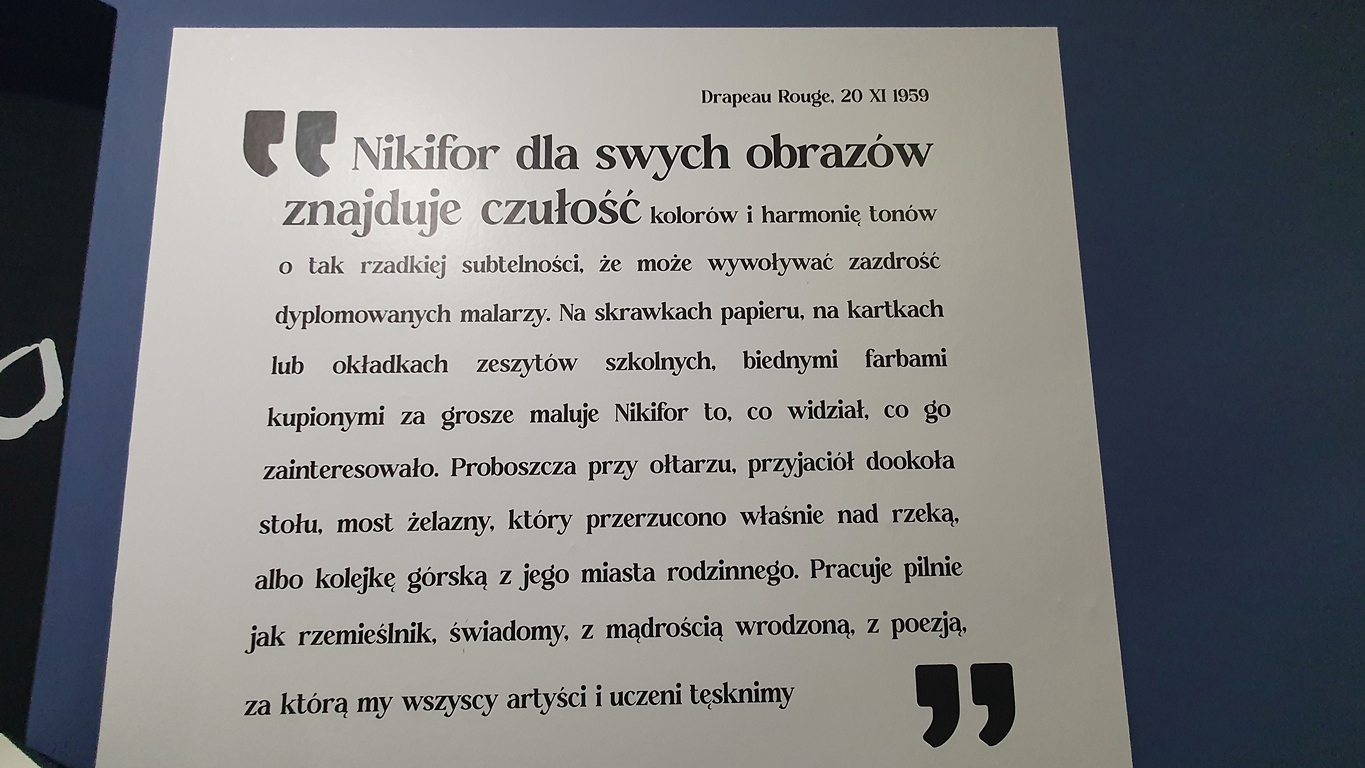 Drapeau Rouge, 20 XI 1959
" Nikifor dla swych obrazów
znajduje czułość kolorów i harmonię tonów
o tak rzadkiej subtelności, że może wywoływać zazdrość
dyplomowanych malarzy. Na skrawkach papieru, na kartkach
lub okładkach zeszytów szkolnych, biednymi farbami
kupionymi za grosze maluje Nikifor to, co widział, co go
zainteresowało. Proboszcza przy ołtarzu, przyjaciół dookoła
stołu, most żelazny, który przerzucono właśnie nad rzeką,
albo kolejkę górską z jego miasta rodzinnego. Pracuje pilnie
jak rzemieślnik, świadomy, z mądrością wrodzoną, z poezją,
za którą my wszyscy artyści i uczeni tęsknimy "